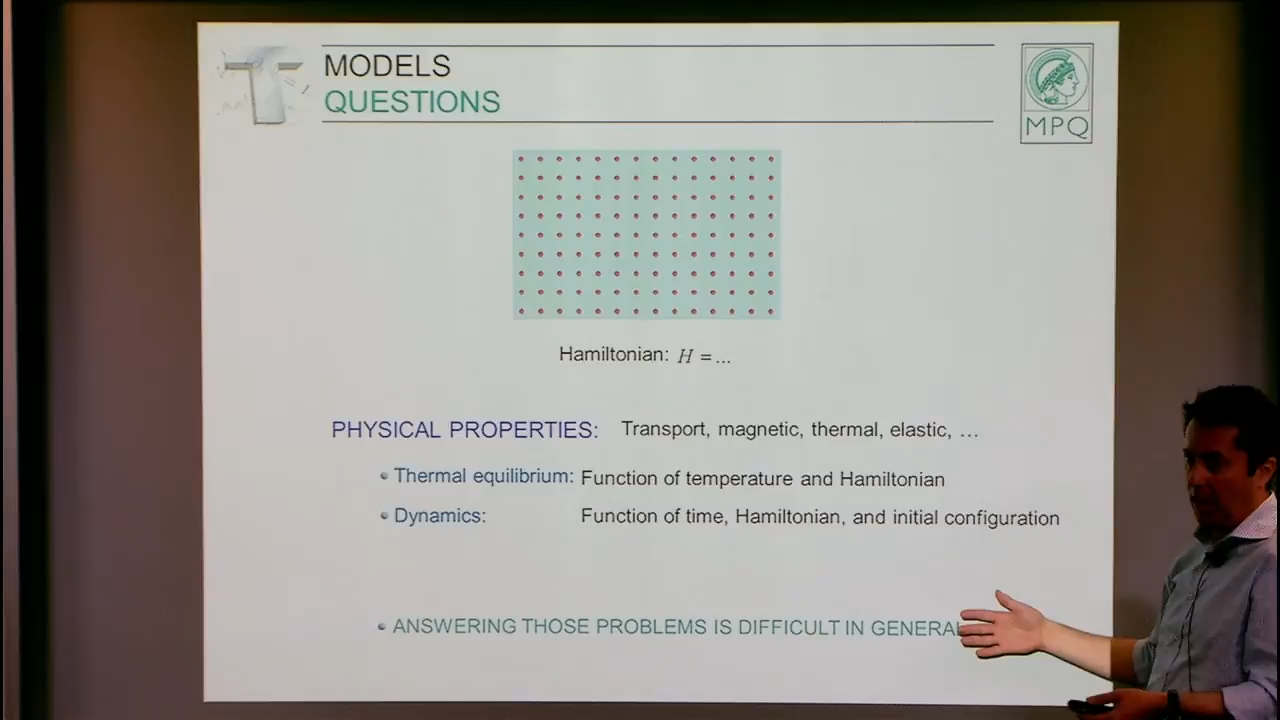 MODELS
QUESTIONS
MPQ
Hamiltonian: H = ...
PHYSICAL PROPERTIES: Transport, magnetic, thermal, elastic, ...
• Thermal equilibrium: Function of temperature and Hamiltonian
• Dynamics: Function of time, Hamiltonian, and initial configuration
• ANSWERING THOSE PROBLEMS IS DIFFICULT IN GENERAL